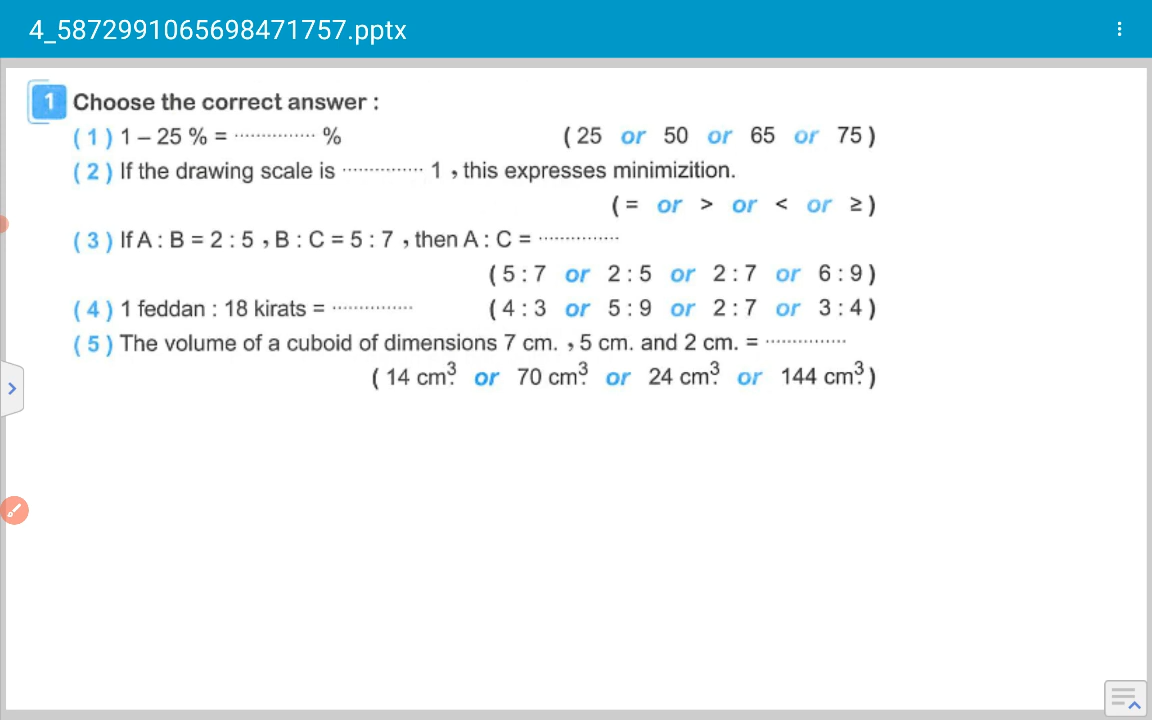 4_5872991065698471757.pptx
1 Choose the correct answer :
( 1 ) 1 – 25 % = ............... % ( 25 or 50 or 65 or 75 )
( 2 ) If the drawing scale is ............... 1 , this expresses minimizition.
( = or > or < or ≥ )
( 3 ) If A : B = 2 : 5 , B : C = 5 : 7 , then A : C = ...............
( 5 : 7 or 2 : 5 or 2 : 7 or 6 : 9 )
( 4 ) 1 feddan : 18 kirats = ............... ( 4 : 3 or 5 : 9 or 2 : 7 or 3 : 4 )
( 5 ) The volume of a cuboid of dimensions 7 cm. , 5 cm. and 2 cm. = ...............
( 14 cm³. or 70 cm³. or 24 cm³. or 144 cm³. )